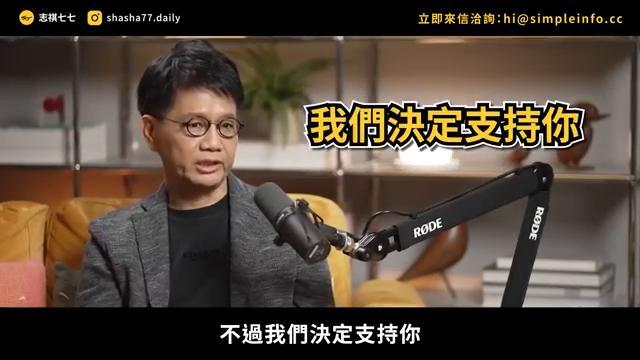 志祺七七
shasha77.daily
立即來信洽詢：hi@simpleinfo.cc
我們決定支持你
RØDE
RØDE
不過我們決定支持你